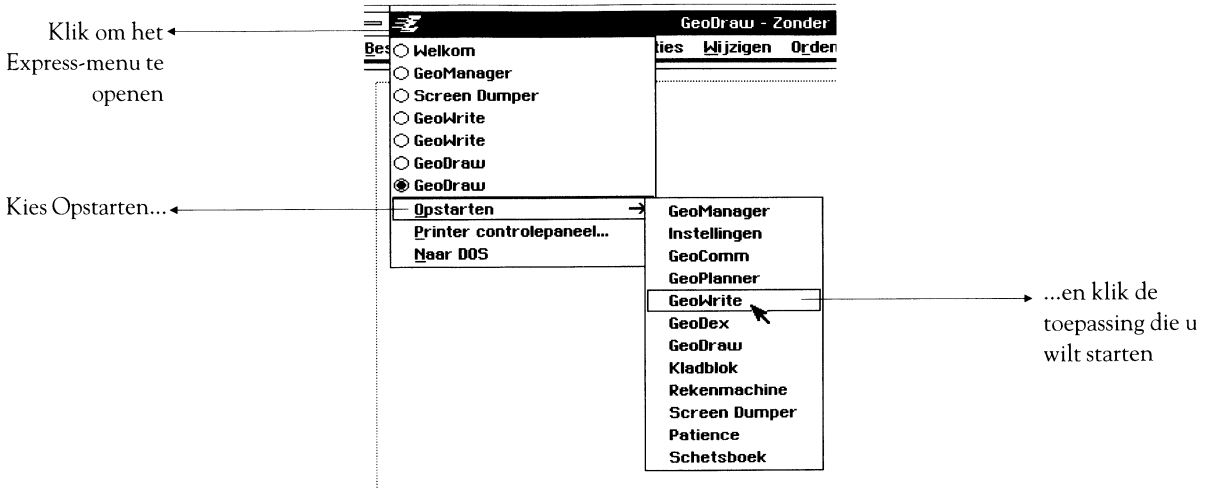 Klik om het
Express-menu te
openen
GeoDraw - Zonder
Bes
ties Wijzigen Orden
Welkom
GeoManager
Screen Dumper
GeoWrite
GeoWrite
GeoDraw
GeoDraw
Kies Opstarten...
Opstarten
Printer controlepaneel...
Naar DOS
GeoManager
Instellingen
GeoComm
GeoPlanner
GeoWrite
GeoDex
GeoDraw
Kladblok
Rekenmachine
Screen Dumper
Patience
Schetsboek
...en klik de
toepassing die u
wilt starten